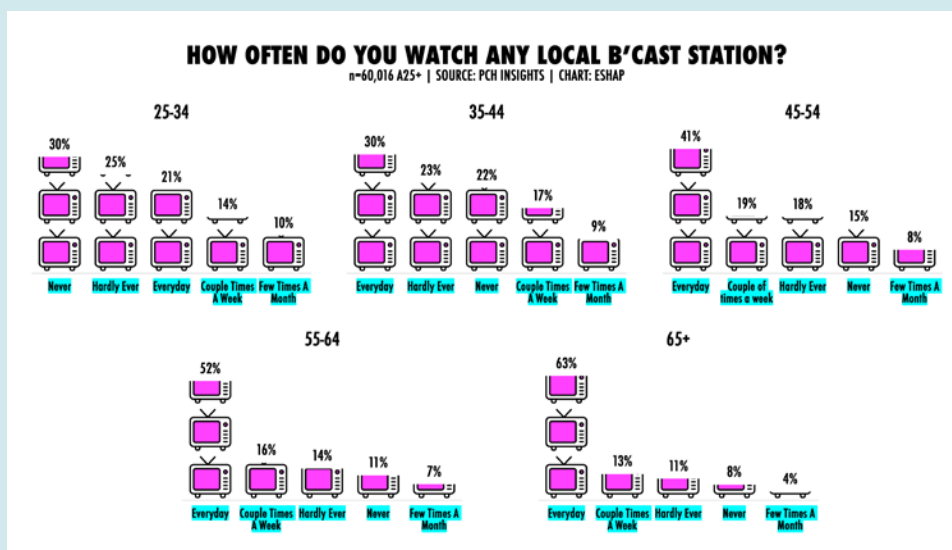 HOW OFTEN DO YOU WATCH ANY LOCAL B'CAST STATION?
n=60,016 A25+ | SOURCE: PCH INSIGHTS | CHART: ESHAP
25-34
30%
25%
21%
14%
10%
Never
Hardly Ever
Everyday
Couple Times
A Week
Few Times A
Month
35-44
30%
23%
22%
17%
9%
Everyday
Hardly Ever
Never
Couple Times
A Week
Few Times A
Month
45-54
41%
19%
18%
15%
8%
Everyday
Couple of
times a week
Hardly Ever
Never
Few Times A
Month
55-64
52%
16%
14%
11%
7%
Everyday
Couple Times
A Week
Hardly Ever
Never
Few Times A
Month
65+
63%
13%
11%
8%
4%
Everyday
Couple Times
A Week
Hardly Ever
Never
Few Times A
Month